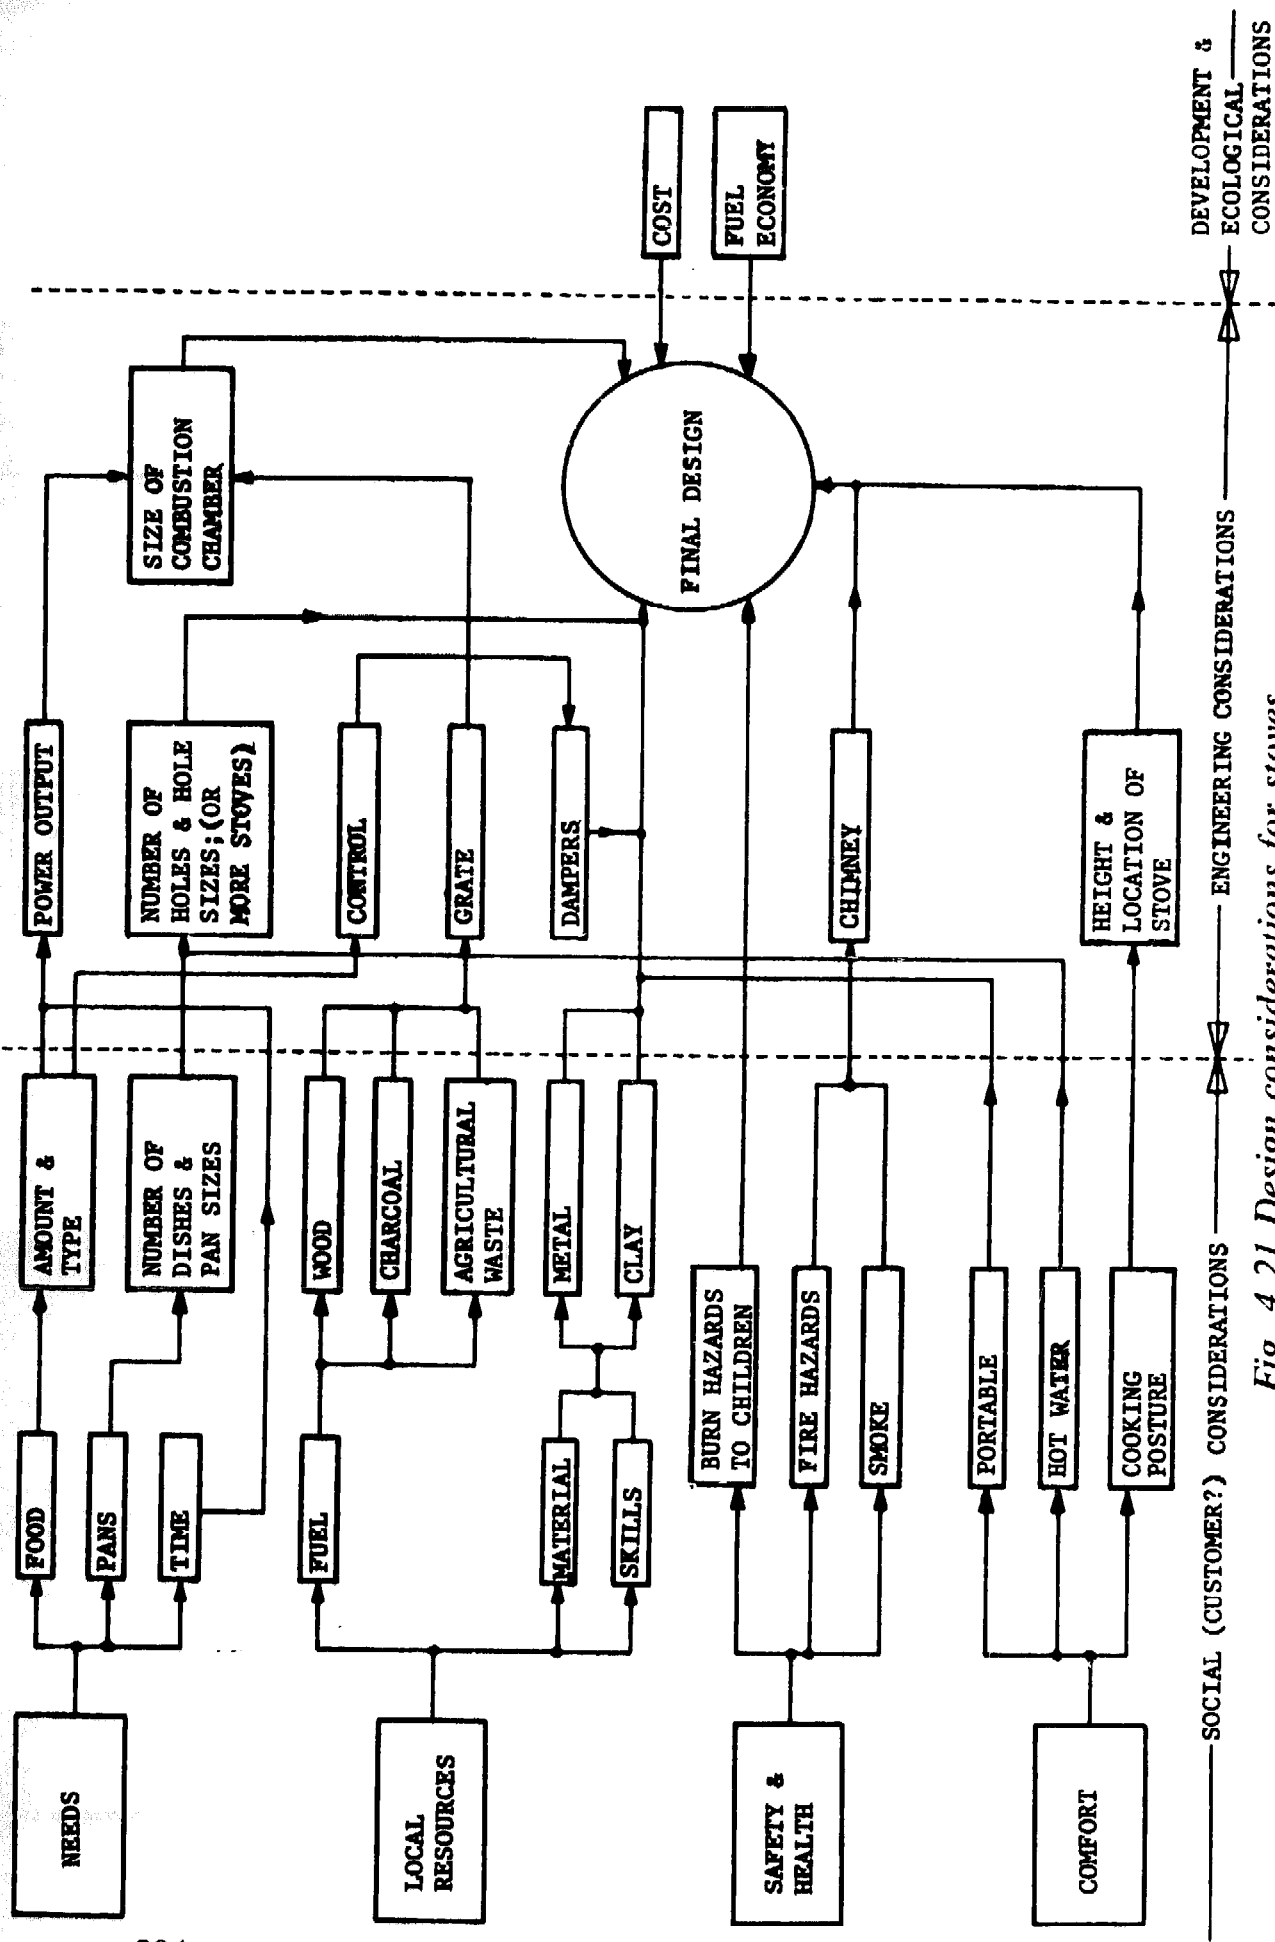 NEEDS
FOOD
PANS
TIME
AMOUNT &
TYPE
NUMBER OF
DISHES &
PAN SIZES
POWER OUTPUT
NUMBER OF
HOLES & HOLE
SIZES;(OR
MORE STOVES)
SIZE OF
COMBUSTION
CHAMBER
LOCAL
RESOURCES
FUEL
MATERIAL
SKILLS
WOOD
CHARCOAL
AGRICULTURAL
WASTE
METAL
CLAY
CONTROL
GRATE
DAMPERS
FINAL DESIGN
COST
FUEL
ECONOMY
SAFETY &
HEALTH
BURN HAZARDS
TO CHILDREN
FIRE HAZARDS
SMOKE
CHIMNEY
COMFORT
PORTABLE
HOT WATER
COOKING
POSTURE
HEIGHT &
LOCATION OF
STOVE
SOCIAL (CUSTOMER?) CONSIDERATIONS
ENGINEERING CONSIDERATIONS
DEVELOPMENT &
ECOLOGICAL
CONSIDERATIONS
Fig. 4.21 Design considerations for stoves